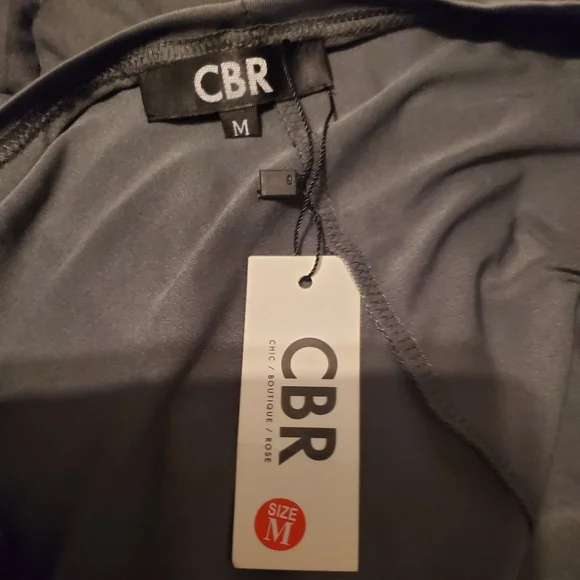 CBR
M
CBR
CHIC / BOUTIQUE / ROSE
SIZE
M